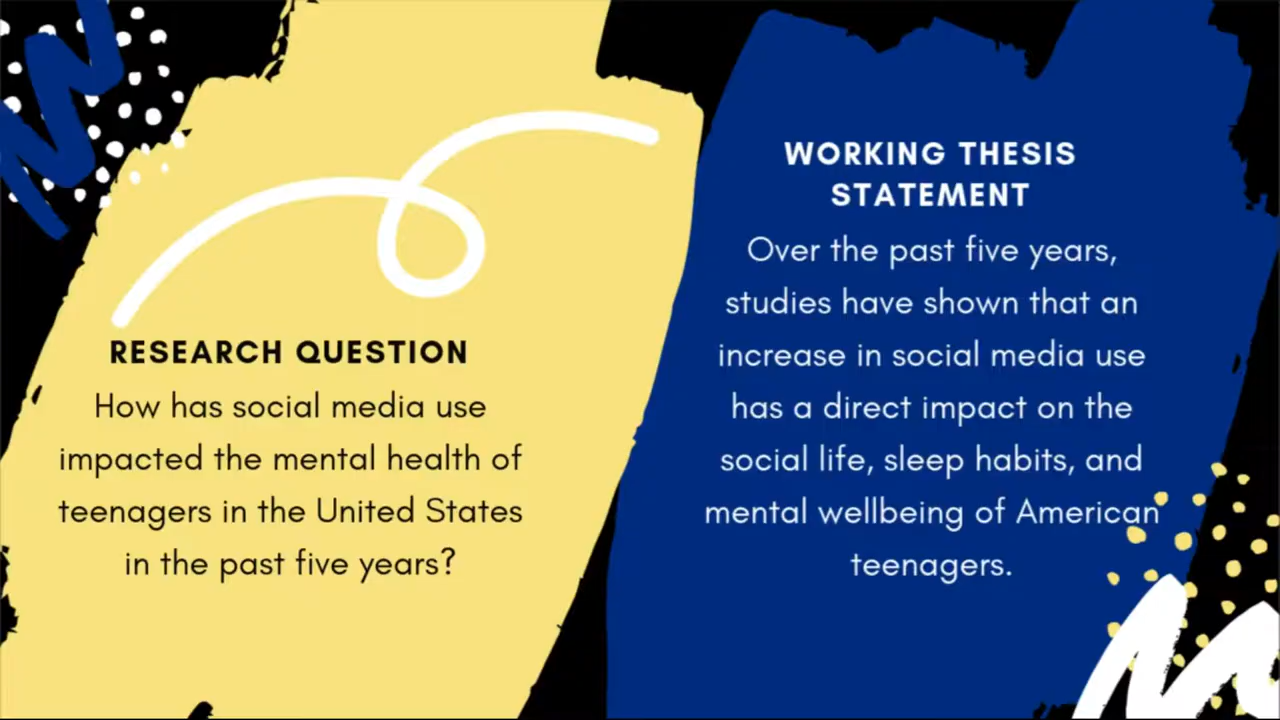 RESEARCH QUESTION
How has social media use
impacted the mental health of
teenagers in the United States
in the past five years?
WORKING THESIS
STATEMENT
Over the past five years,
studies have shown that an
increase in social media use
has a direct impact on the
social life, sleep habits, and
mental wellbeing of American
teenagers.